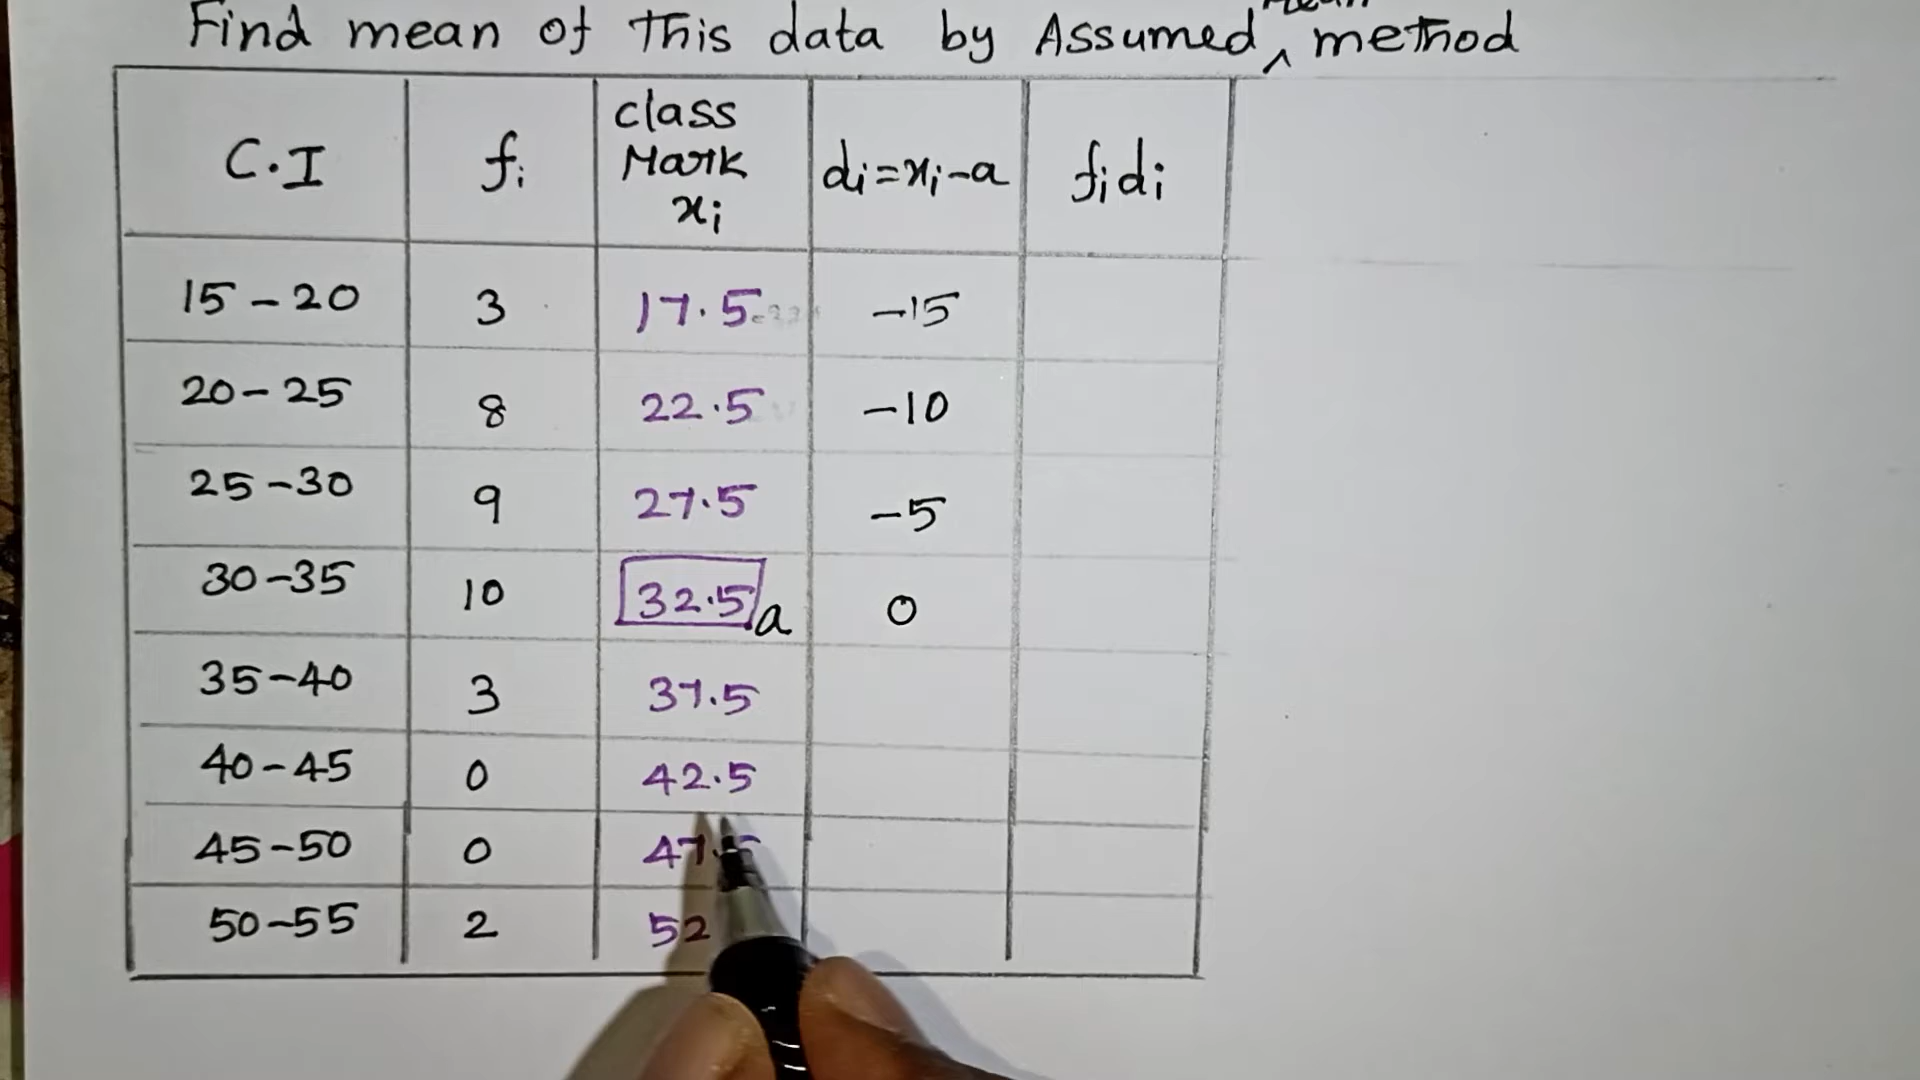 Find mean of This data by Assumed ^ method
C.I fi class Mark xi di=xi-a fidi
15-20 3 17.5 -15
20-25 8 22.5 -10
25-30 9 27.5 -5
30-35 10 32.5 a 0
35-40 3 37.5
40-45 0 42.5
45-50 0
50-55 2 52